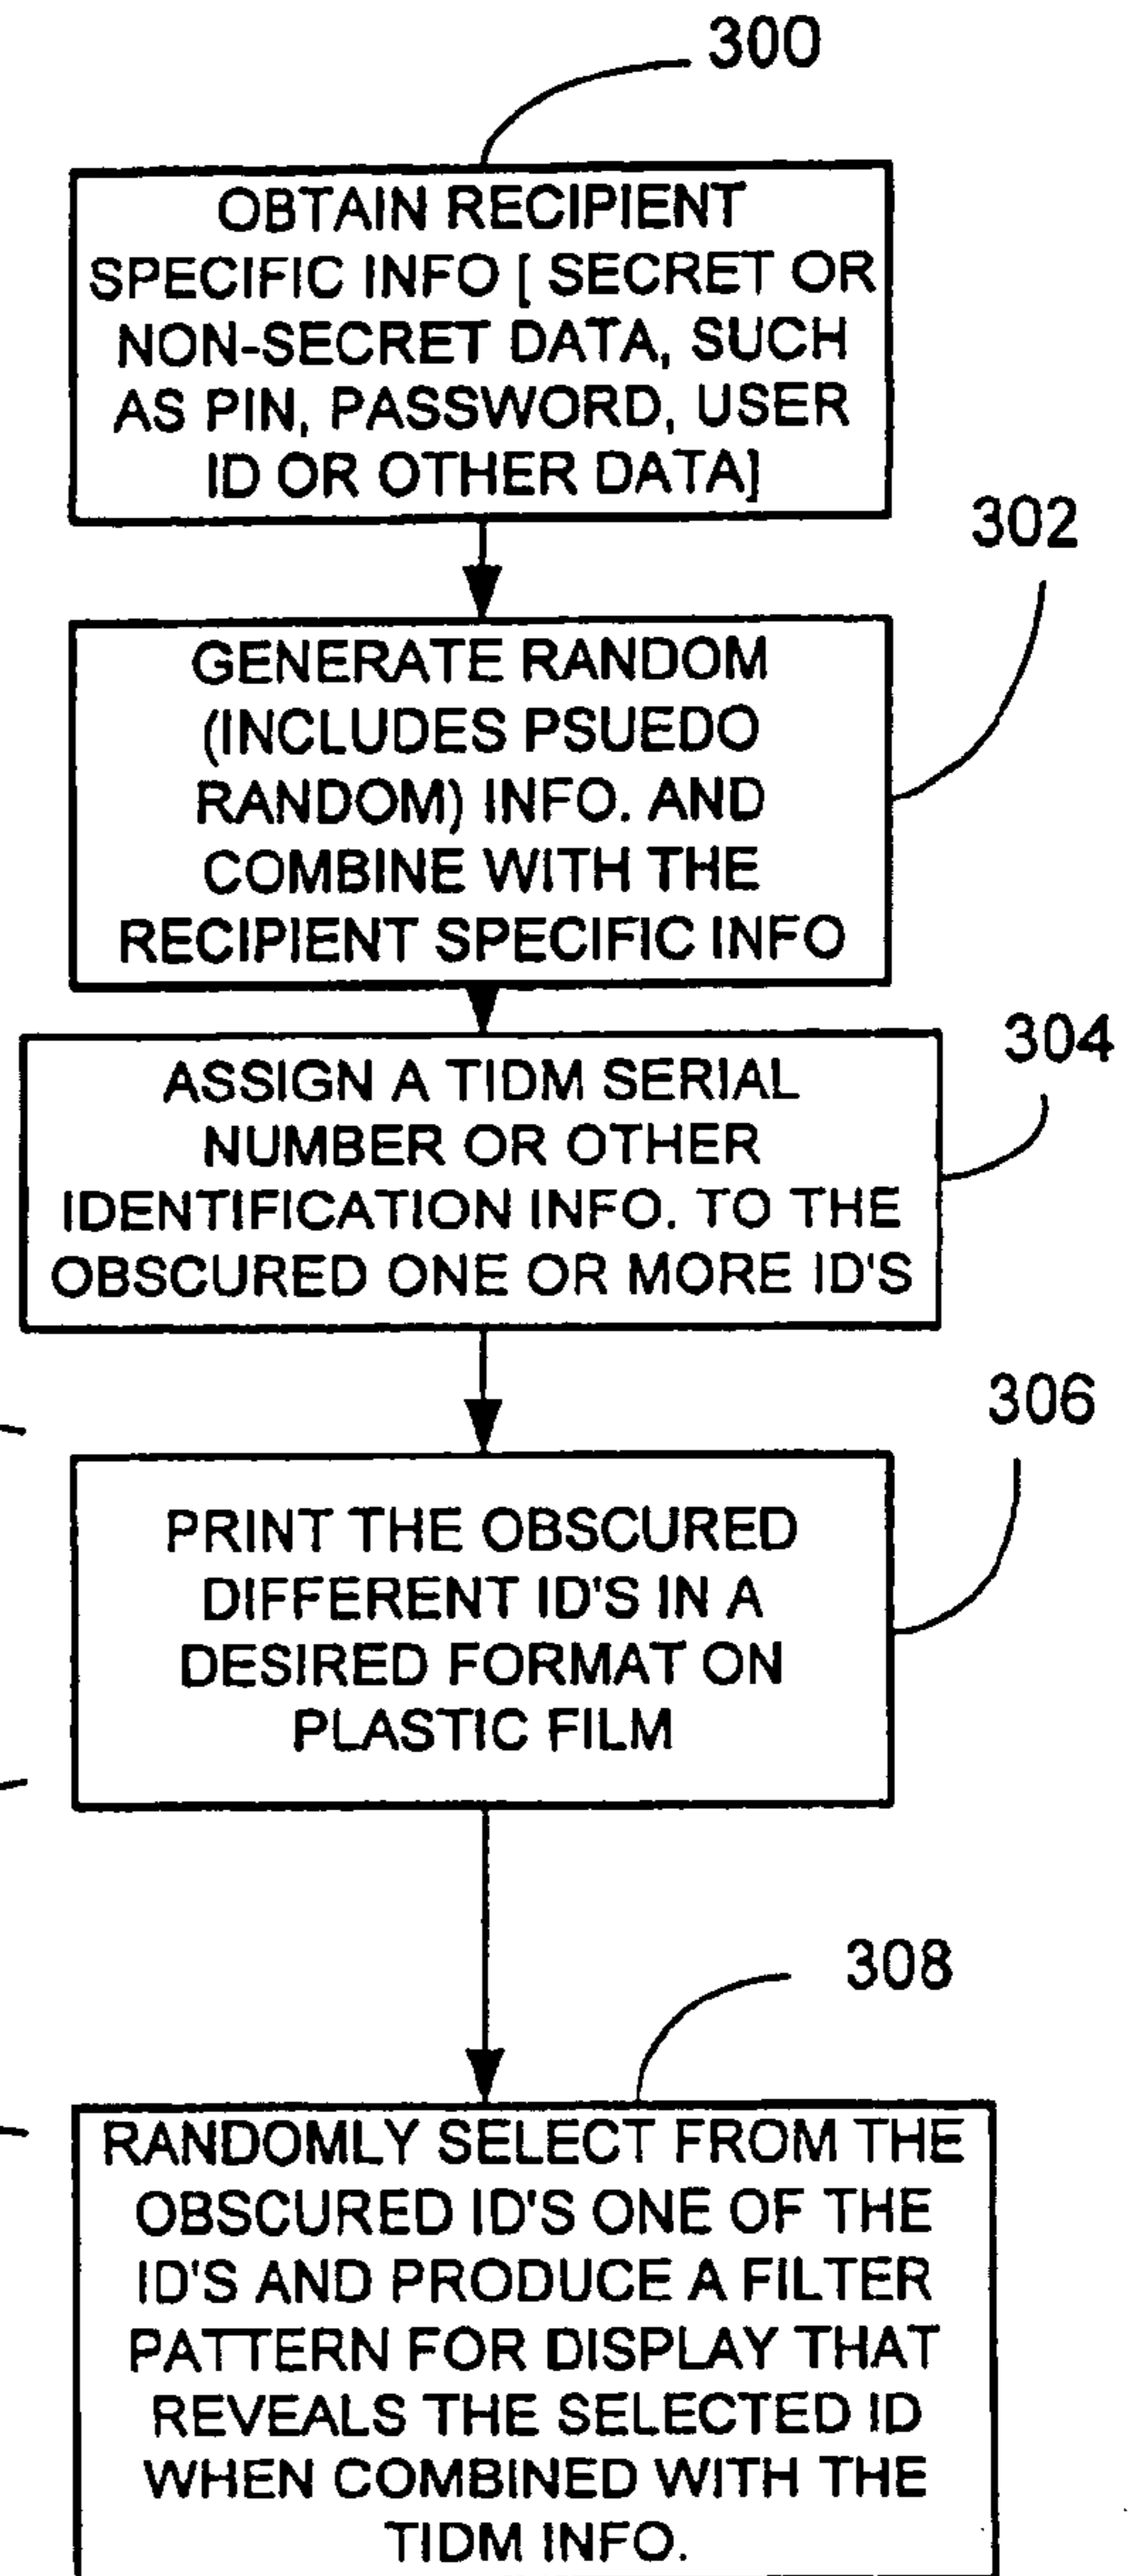 300
OBTAIN RECIPIENT
SPECIFIC INFO [ SECRET OR
NON-SECRET DATA, SUCH
AS PIN, PASSWORD, USER
ID OR OTHER DATA]
302
GENERATE RANDOM
(INCLUDES PSUEDO
RANDOM) INFO. AND
COMBINE WITH THE
RECIPIENT SPECIFIC INFO
304
ASSIGN A TIDM SERIAL
NUMBER OR OTHER
IDENTIFICATION INFO. TO THE
OBSCURED ONE OR MORE ID'S
306
PRINT THE OBSCURED
DIFFERENT ID'S IN A
DESIRED FORMAT ON
PLASTIC FILM
308
RANDOMLY SELECT FROM THE
OBSCURED ID'S ONE OF THE
ID'S AND PRODUCE A FILTER
PATTERN FOR DISPLAY THAT
REVEALS THE SELECTED ID
WHEN COMBINED WITH THE
TIDM INFO.